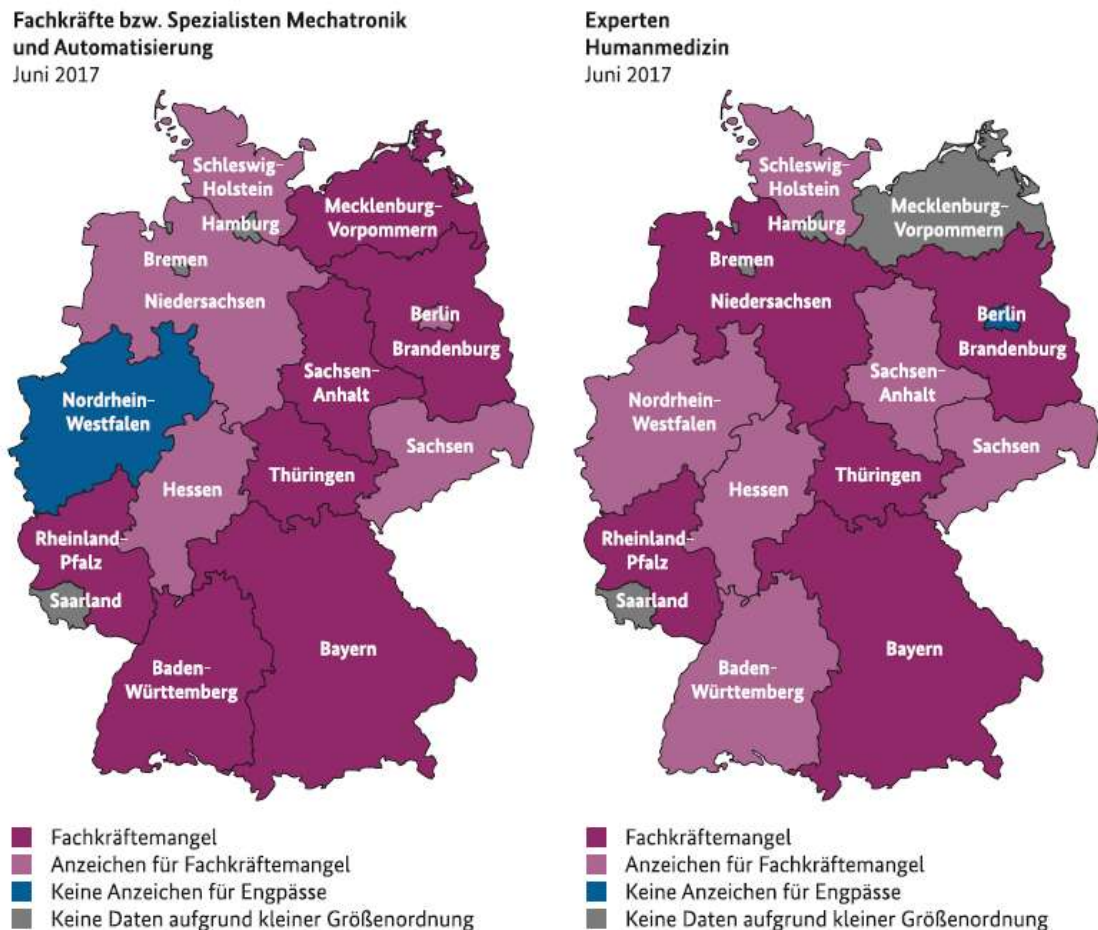 Fachkräfte bzw. Spezialisten Mechatronik
und Automatisierung
Juni 2017
Schleswig-
Holstein
Mecklenburg-
Vorpommern
Hamburg
Bremen
Niedersachsen
Berlin
Brandenburg
Sachsen-
Anhalt
Nordrhein-
Westfalen
Sachsen
Thüringen
Hessen
Rheinland-
Pfalz
Saarland
Bayern
Baden-
Württemberg
Fachkräftemangel
Anzeichen für Fachkräftemangel
Keine Anzeichen für Engpässe
Keine Daten aufgrund kleiner Größenordnung
Experten
Humanmedizin
Juni 2017
Schleswig-
Holstein
Mecklenburg-
Vorpommern
Hamburg
Bremen
Niedersachsen
Berlin
Brandenburg
Sachsen-
Anhalt
Nordrhein-
Westfalen
Sachsen
Thüringen
Hessen
Rheinland-
Pfalz
Saarland
Bayern
Baden-
Württemberg
Fachkräftemangel
Anzeichen für Fachkräftemangel
Keine Anzeichen für Engpässe
Keine Daten aufgrund kleiner Größenordnung